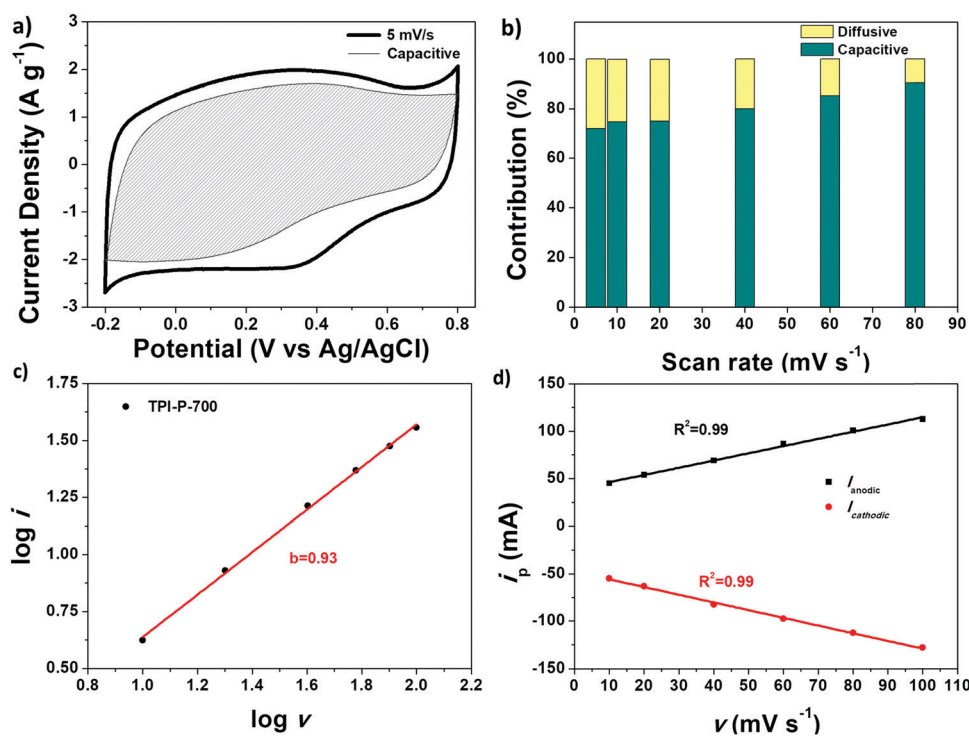 a)
5 mV/s
Capacitive
Current Density (A g⁻¹)
3
2
1
0
-1
-2
-3
-0.2 0.0 0.2 0.4 0.6 0.8
Potential (V vs Ag/AgCl)
b)
Diffusive
Capacitive
Contribution (%)
100
80
60
40
20
0
0 10 20 30 40 50 60 70 80 90
Scan rate (mV s⁻¹)
c)
TPI-P-700
log i
1.75
1.50
1.25
1.00
0.75
0.50
b=0.93
0.8 1.0 1.2 1.4 1.6 1.8 2.0 2.2
log v
d)
R²=0.99
I anodic
I cathodic
R²=0.99
iₚ (mA)
150
100
50
0
-50
-100
-150
0 10 20 30 40 50 60 70 80 90 100 110
v (mV s⁻¹)